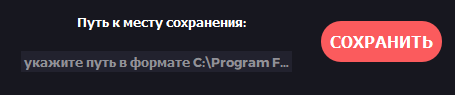 Путь к месту сохранения:
СОХРАНИТЬ
укажите путь в формате C:\Program F...